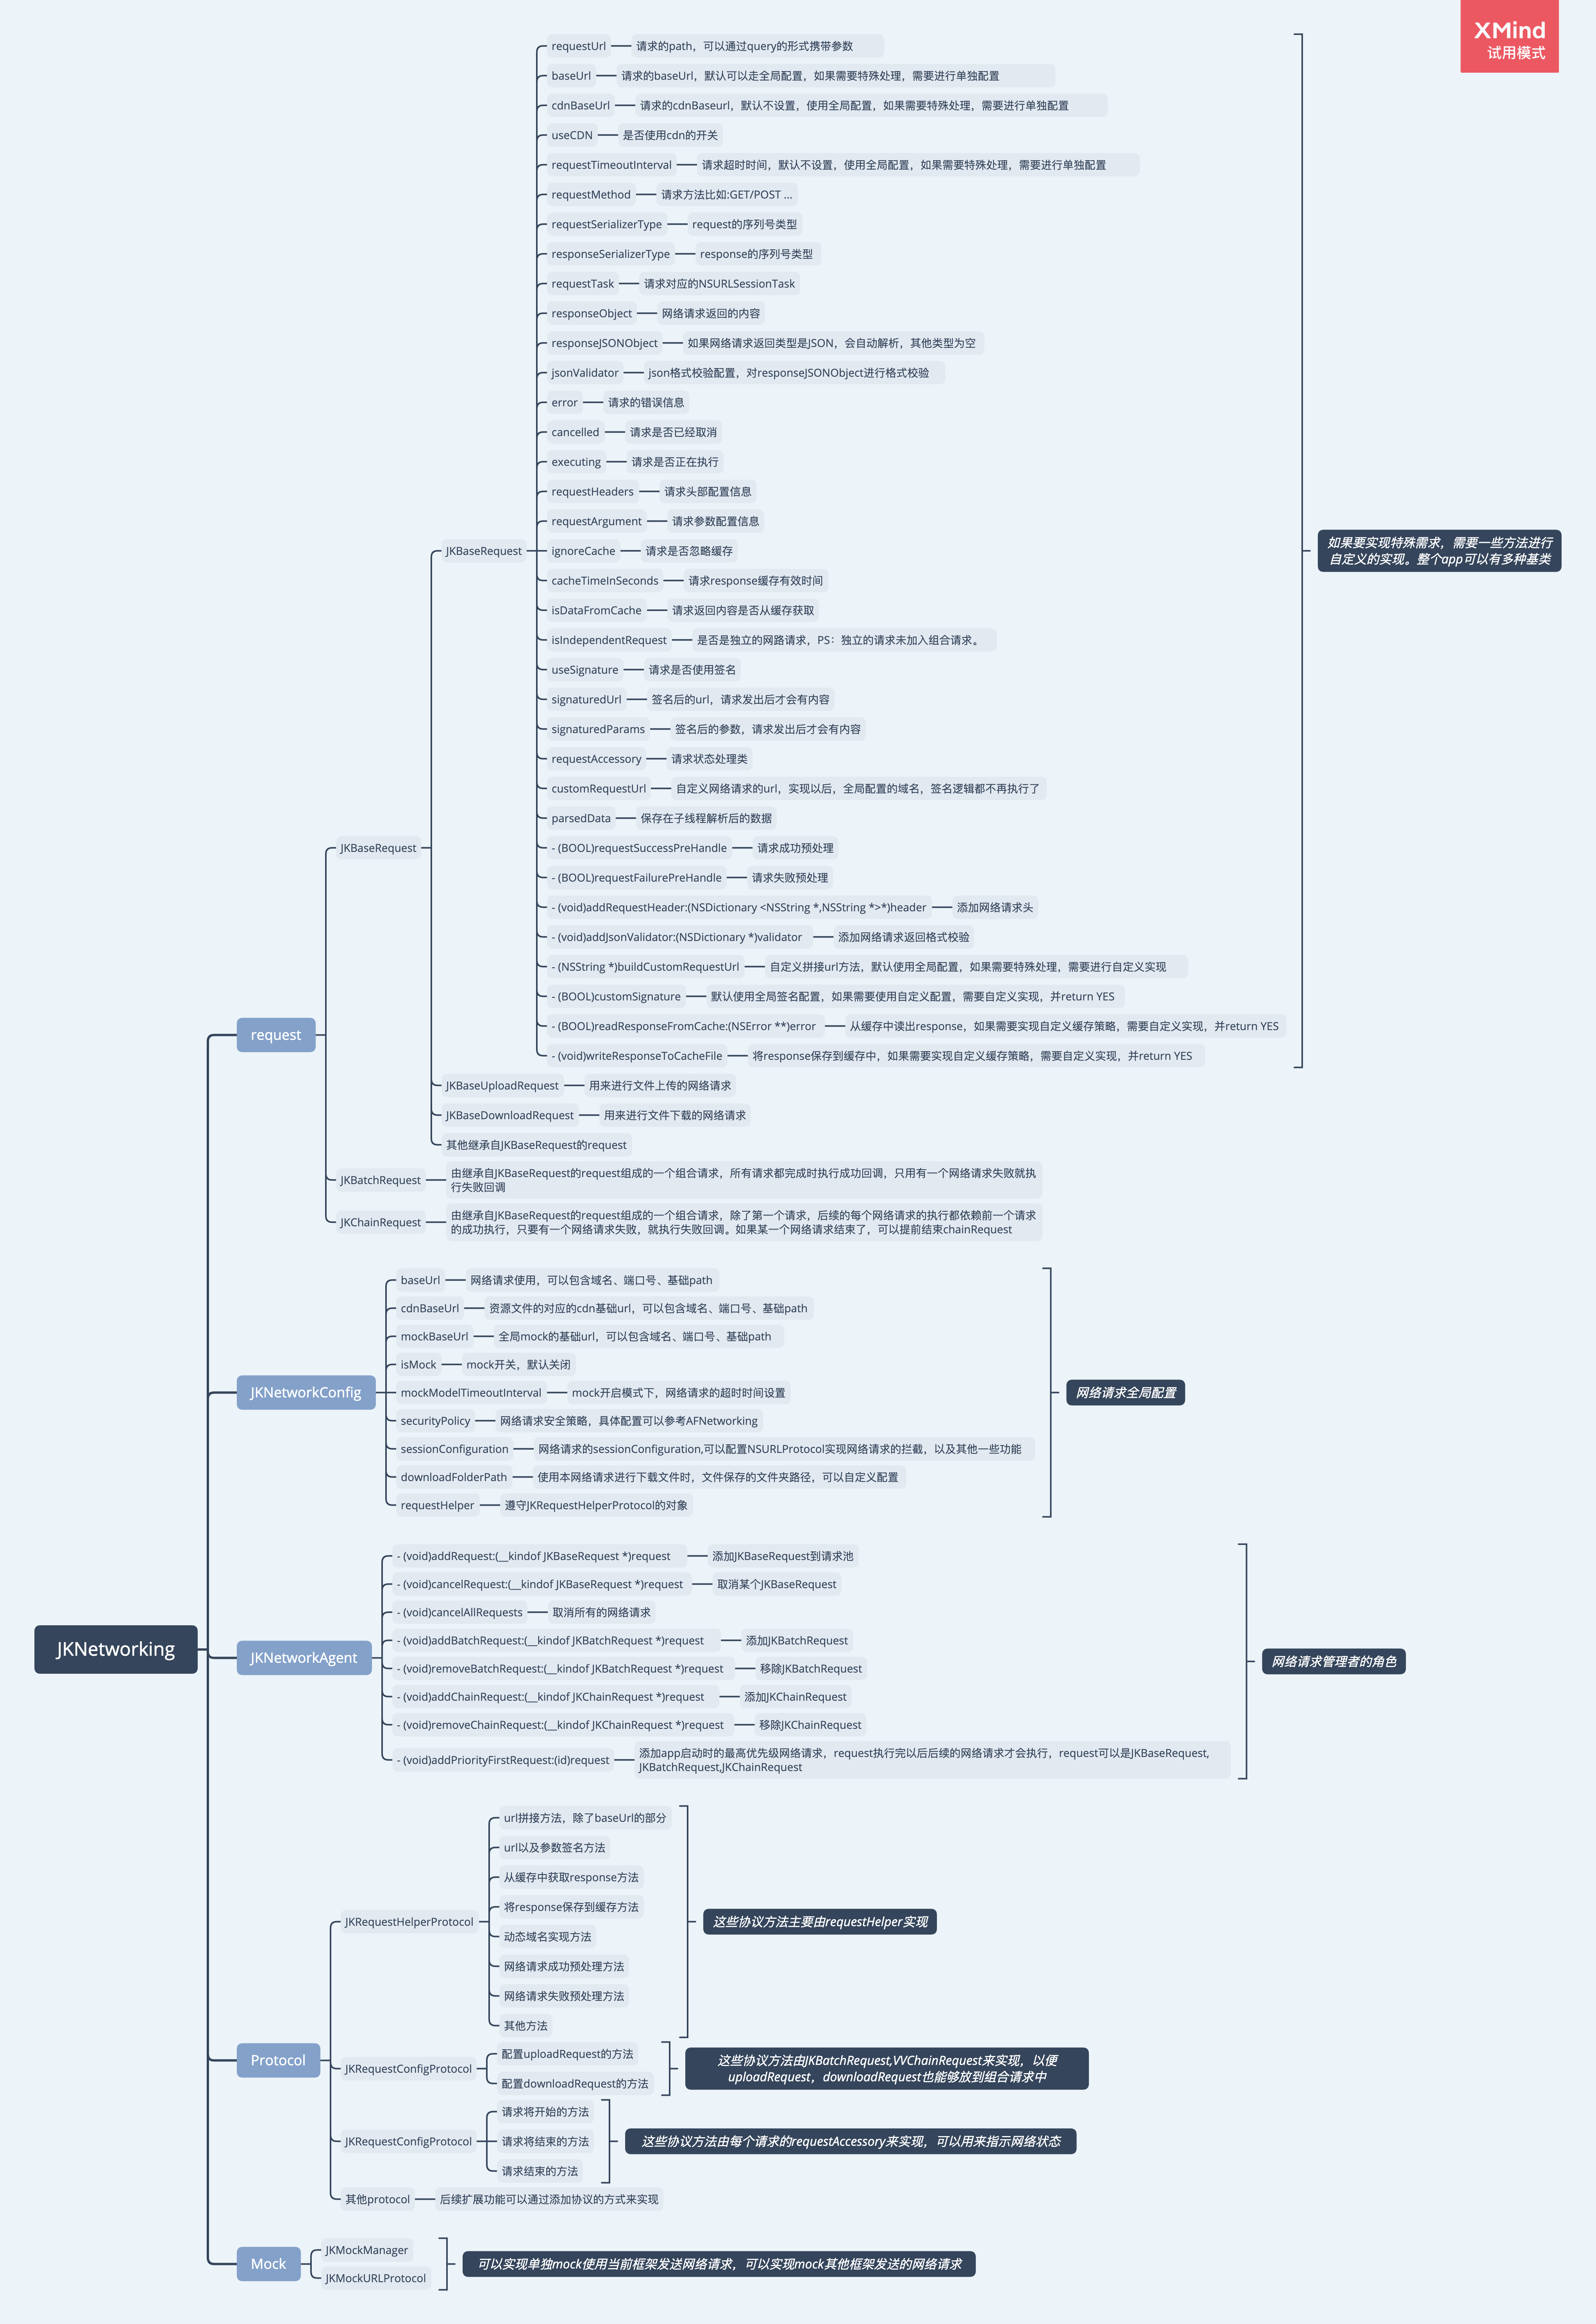 XMind
试用模式
requestUrl
请求的path，可以通过query的形式携带参数
baseUrl
请求的baseUrl，默认可以走全局配置，如果需要特殊处理，需要进行单独配置
cdnBaseUrl
请求的cdnBaseurl，默认不设置，使用全局配置，如果需要特殊处理，需要进行单独配置
useCDN
是否使用cdn的开关
requestTimeoutInterval
请求超时时间，默认不设置，使用全局配置，如果需要特殊处理，需要进行单独配置
requestMethod
请求方法比如:GET/POST ...
requestSerializerType
request的序列号类型
responseSerializerType
response的序列号类型
requestTask
请求对应的NSURLSessionTask
responseObject
网络请求返回的内容
responseJSONObject
如果网络请求返回类型是JSON，会自动解析，其他类型为空
jsonValidator
json格式校验配置，对responseJSONObject进行格式校验
error
请求的错误信息
cancelled
请求是否已经取消
executing
请求是否正在执行
requestHeaders
请求头部配置信息
requestArgument
请求参数配置信息
JKBaseRequest
ignoreCache
请求是否忽略缓存
如果要实现特殊需求，需要一些方法进行
自定义的实现。整个app可以有多种基类
cacheTimeInSeconds
请求response缓存有效时间
isDataFromCache
请求返回内容是否从缓存获取
isIndependentRequest
是否是独立的网路请求，PS：独立的请求未加入组合请求。
useSignature
请求是否使用签名
signaturedUrl
签名后的url，请求发出后才会有内容
signaturedParams
签名后的参数，请求发出后才会有内容
requestAccessory
请求状态处理类
customRequestUrl
自定义网络请求的url，实现以后，全局配置的域名，签名逻辑都不再执行了
parsedData
保存在子线程解析后的数据
JKBaseRequest
- (BOOL)requestSuccessPreHandle
请求成功预处理
- (BOOL)requestFailurePreHandle
请求失败预处理
- (void)addRequestHeader:(NSDictionary <NSString *,NSString *>*)header
添加网络请求头
- (void)addJsonValidator:(NSDictionary *)validator
添加网络请求返回格式校验
- (NSString *)buildCustomRequestUrl
自定义拼接url方法，默认使用全局配置，如果需要特殊处理，需要进行自定义实现
- (BOOL)customSignature
默认使用全局签名配置，如果需要使用自定义配置，需要自定义实现，并return YES
- (BOOL)readResponseFromCache:(NSError **)error
从缓存中读出response，如果需要实现自定义缓存策略，需要自定义实现，并return YES
request
- (void)writeResponseToCacheFile
将response保存到缓存中，如果需要实现自定义缓存策略，需要自定义实现，并return YES
JKBaseUploadRequest
用来进行文件上传的网络请求
JKBaseDownloadRequest
用来进行文件下载的网络请求
其他继承自JKBaseRequest的request
JKBatchRequest
由继承自JKBaseRequest的request组成的一个组合请求，所有请求都完成时执行成功回调，只用有一个网络请求失败就执
行失败回调
JKChainRequest
由继承自JKBaseRequest的request组成的一个组合请求，除了第一个请求，后续的每个网络请求的执行都依赖前一个请求
的成功执行，只要有一个网络请求失败，就执行失败回调。如果某一个网络请求结束了，可以提前结束chainRequest
baseUrl
网络请求使用，可以包含域名、端口号、基础path
cdnBaseUrl
资源文件的对应的cdn基础url，可以包含域名、端口号、基础path
mockBaseUrl
全局mock的基础url，可以包含域名、端口号、基础path
isMock
mock开关，默认关闭
JKNetworkConfig
mockModelTimeoutInterval
mock开启模式下，网络请求的超时时间设置
网络请求全局配置
securityPolicy
网络请求安全策略，具体配置可以参考AFNetworking
sessionConfiguration
网络请求的sessionConfiguration,可以配置NSURLProtocol实现网络请求的拦截，以及其他一些功能
downloadFolderPath
使用本网络请求进行下载文件时，文件保存的文件夹路径，可以自定义配置
requestHelper
遵守JKRequestHelperProtocol的对象
- (void)addRequest:(__kindof JKBaseRequest *)request
添加JKBaseRequest到请求池
- (void)cancelRequest:(__kindof JKBaseRequest *)request
取消某个JKBaseRequest
- (void)cancelAllRequests
取消所有的网络请求
JKNetworking
- (void)addBatchRequest:(__kindof JKBatchRequest *)request
添加JKBatchRequest
JKNetworkAgent
网络请求管理者的角色
- (void)removeBatchRequest:(__kindof JKBatchRequest *)request
移除JKBatchRequest
- (void)addChainRequest:(__kindof JKChainRequest *)request
添加JKChainRequest
- (void)removeChainRequest:(__kindof JKChainRequest *)request
移除JKChainRequest
- (void)addPriorityFirstRequest:(id)request
添加app启动时的最高优先级网络请求，request执行完以后后续的网络请求才会执行，request可以是JKBaseRequest,
JKBatchRequest,JKChainRequest
url拼接方法，除了baseUrl的部分
url以及参数签名方法
从缓存中获取response方法
将response保存到缓存方法
JKRequestHelperProtocol
这些协议方法主要由requestHelper实现
动态域名实现方法
网络请求成功预处理方法
网络请求失败预处理方法
其他方法
Protocol
JKRequestConfigProtocol
配置uploadRequest的方法
配置downloadRequest的方法
这些协议方法由JKBatchRequest,VVChainRequest来实现，以便
uploadRequest，downloadRequest也能够放到组合请求中
请求将开始的方法
JKRequestConfigProtocol
请求将结束的方法
这些协议方法由每个请求的requestAccessory来实现，可以用来指示网络状态
请求结束的方法
其他protocol
后续扩展功能可以通过添加协议的方式来实现
Mock
JKMockManager
JKMockURLProtocol
可以实现单独mock使用当前框架发送网络请求，可以实现mock其他框架发送的网络请求